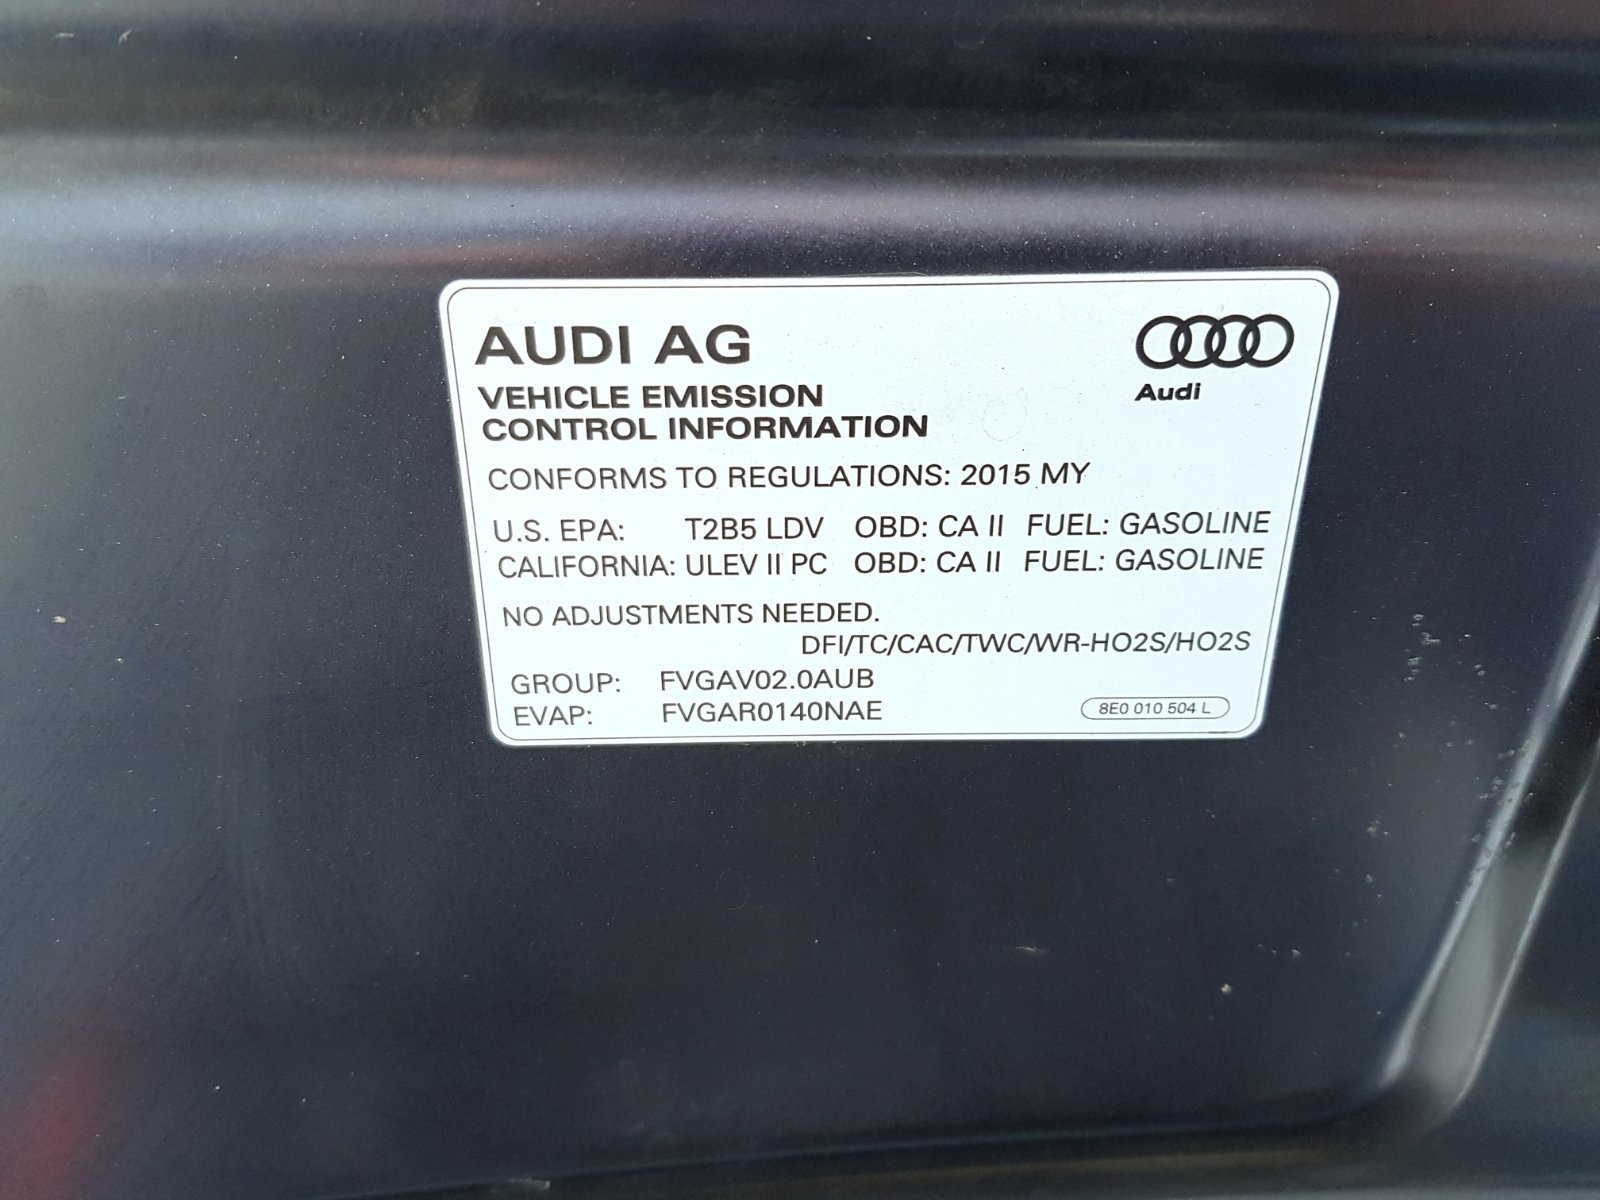 AUDI AG
Audi
VEHICLE EMISSION
CONTROL INFORMATION
CONFORMS TO REGULATIONS: 2015 MY
U.S. EPA: T2B5 LDV OBD: CA II FUEL: GASOLINE
CALIFORNIA: ULEV II PC OBD: CA II FUEL: GASOLINE
NO ADJUSTMENTS NEEDED.
DFI/TC/CAC/TWC/WR-HO2S/HO2S
GROUP: FVGAV02.0AUB
EVAP: FVGAR0140NAE
8E0 010 504 L